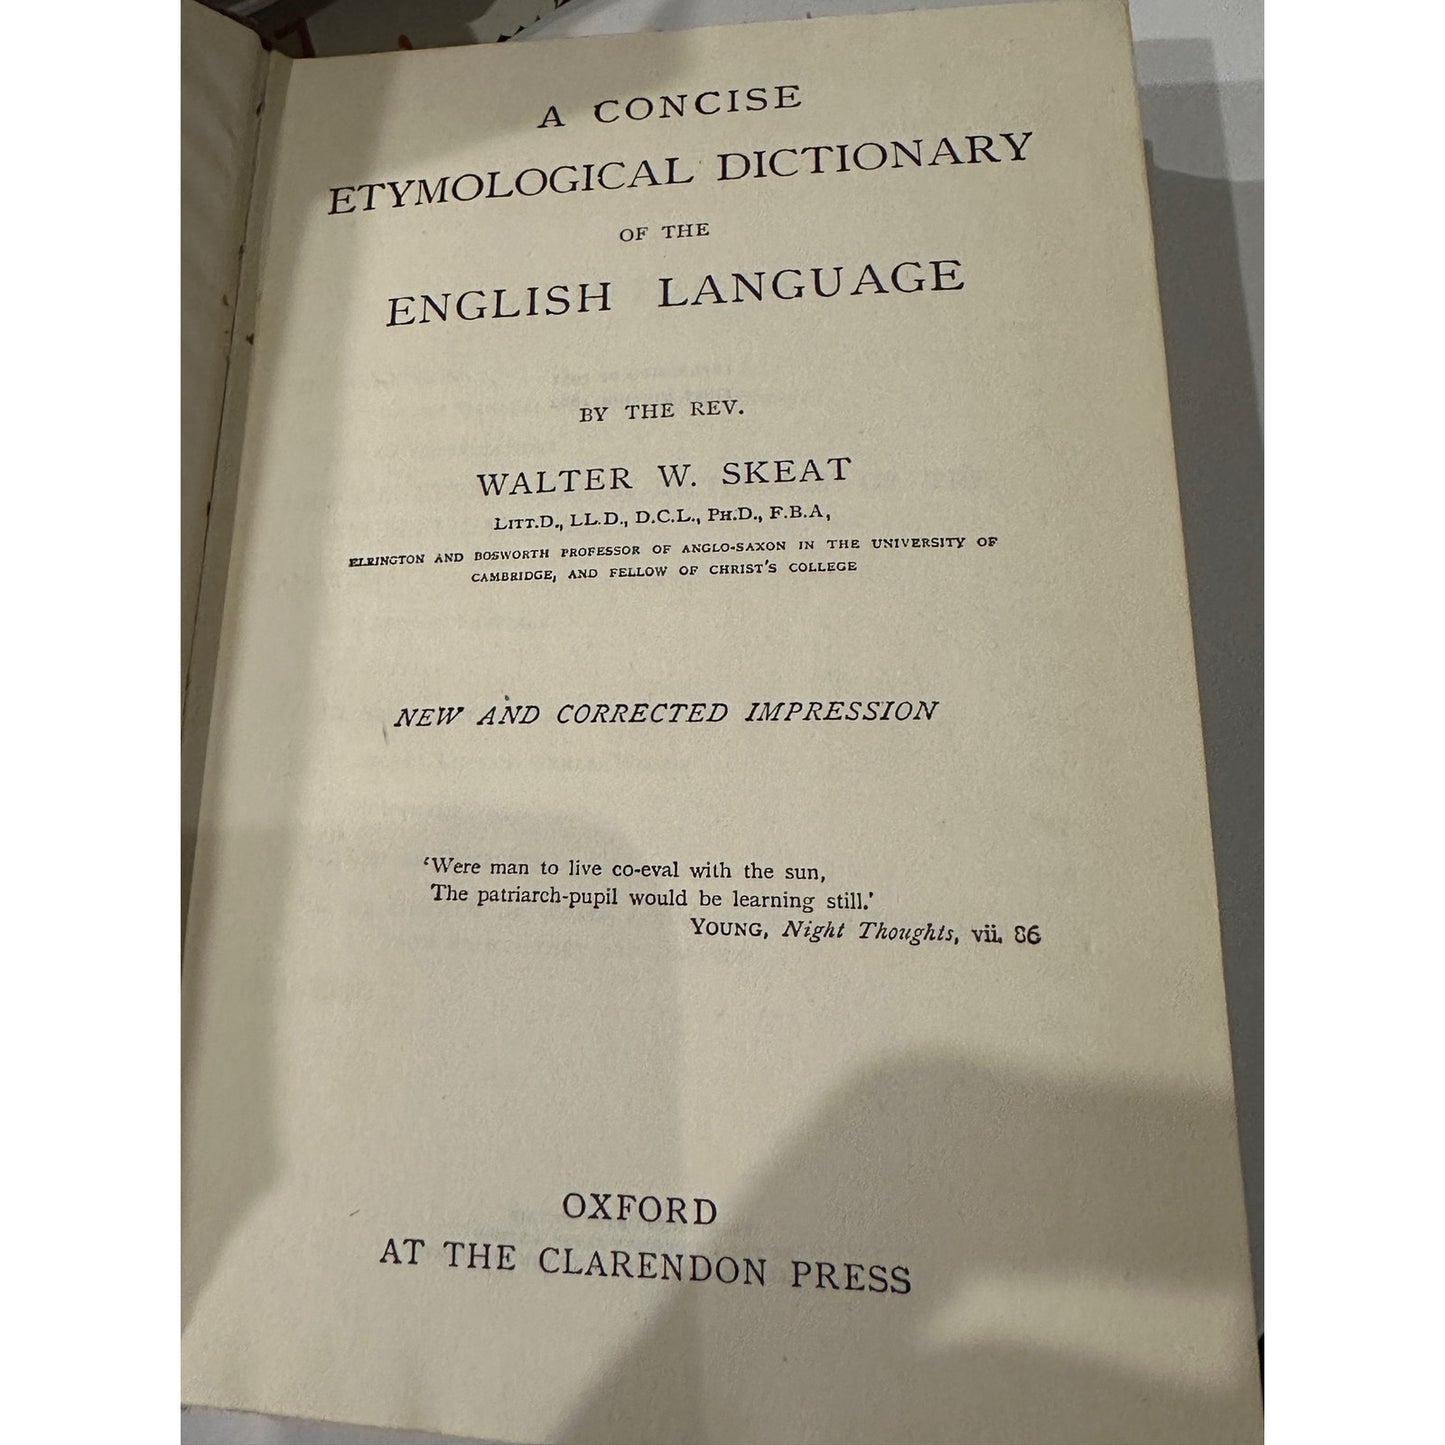 A CONCISE
ETYMOLOGICAL DICTIONARY
OF THE
ENGLISH LANGUAGE
BY THE REV.
WALTER W. SKEAT
LITT.D., LL.D., D.C.L., PH.D., F.B.A,
ELRINGTON AND BOSWORTH PROFESSOR OF ANGLO-SAXON IN THE UNIVERSITY OF
CAMBRIDGE, AND FELLOW OF CHRIST'S COLLEGE
NEW AND CORRECTED IMPRESSION
‘Were man to live co-eval with the sun,
The patriarch-pupil would be learning still.’
YOUNG, Night Thoughts, vii. 86
OXFORD
AT THE CLARENDON PRESS